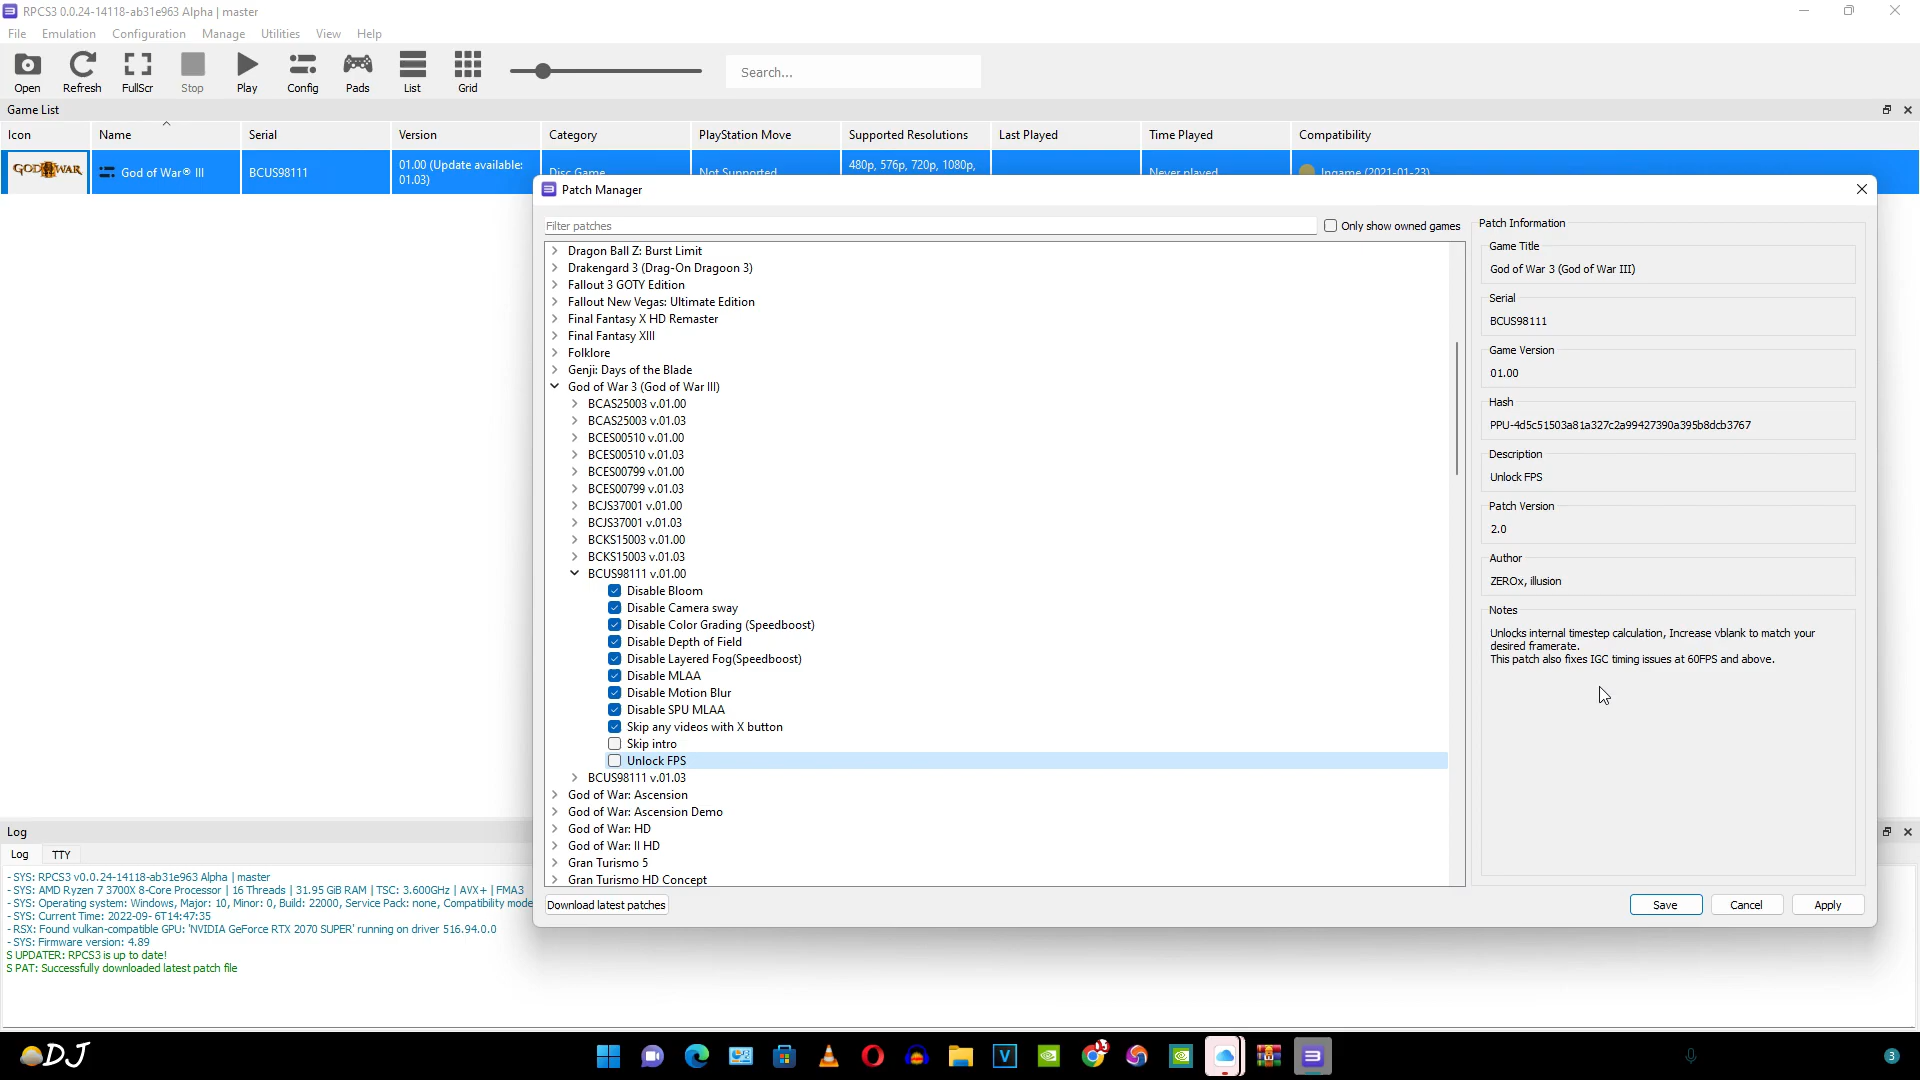 RPCS3 0.0.24-14118-ab31e963 Alpha | master
File Emulation Configuration Manage Utilities View Help
Open Refresh FullScr Stop Play Config Pads List Grid Search...
Game List
Icon Name Serial Version Category PlayStation Move Supported Resolutions Last Played Time Played Compatibility
GOD WAR God of War® III BCUS98111 01.00 (Update available: 01.03) Disc Game Not Supported 480p, 576p, 720p, 1080p, Never played Ingame (2021-01-23)
Patch Manager
Filter patches
Only show owned games
Dragon Ball Z: Burst Limit
Drakengard 3 (Drag-On Dragoon 3)
Fallout 3 GOTY Edition
Fallout New Vegas: Ultimate Edition
Final Fantasy X HD Remaster
Final Fantasy XIII
Folklore
Genji: Days of the Blade
God of War 3 (God of War III)
BCAS25003 v.01.00
BCAS25003 v.01.03
BCES00510 v.01.00
BCES00510 v.01.03
BCES00799 v.01.00
BCES00799 v.01.03
BCJS37001 v.01.00
BCJS37001 v.01.03
BCKS15003 v.01.00
BCKS15003 v.01.03
BCUS98111 v.01.00
Disable Bloom
Disable Camera sway
Disable Color Grading (Speedboost)
Disable Depth of Field
Disable Layered Fog(Speedboost)
Disable MLAA
Disable Motion Blur
Disable SPU MLAA
Skip any videos with X button
Skip intro
Unlock FPS
BCUS98111 v.01.03
God of War: Ascension
God of War: Ascension Demo
God of War: HD
God of War: II HD
Gran Turismo 5
Gran Turismo HD Concept
Download latest patches
Patch Information
Game Title
God of War 3 (God of War III)
Serial
BCUS98111
Game Version
01.00
Hash
PPU-4d5c51503a81a327c2a99427390a395b8dcb3767
Description
Unlock FPS
Patch Version
2.0
Author
ZEROx, illusion
Notes
Unlocks internal timestep calculation, Increase vblank to match your
desired framerate.
This patch also fixes IGC timing issues at 60FPS and above.
Save Cancel Apply
Log
Log TTY
- SYS: RPCS3 v0.0.24-14118-ab31e963 Alpha | master
- SYS: AMD Ryzen 7 3700X 8-Core Processor | 16 Threads | 31.95 GiB RAM | TSC: 3.600GHz | AVX+ | FMA3
- SYS: Operating system: Windows, Major: 10, Minor: 0, Build: 22000, Service Pack: none, Compatibility mode
- SYS: Current Time: 2022-09- 6T14:47:35
- RSX: Found vulkan-compatible GPU: 'NVIDIA GeForce RTX 2070 SUPER' running on driver 516.94.0.0
- SYS: Firmware version: 4.89
S UPDATER: RPCS3 is up to date!
S PAT: Successfully downloaded latest patch file
DJ
V
3